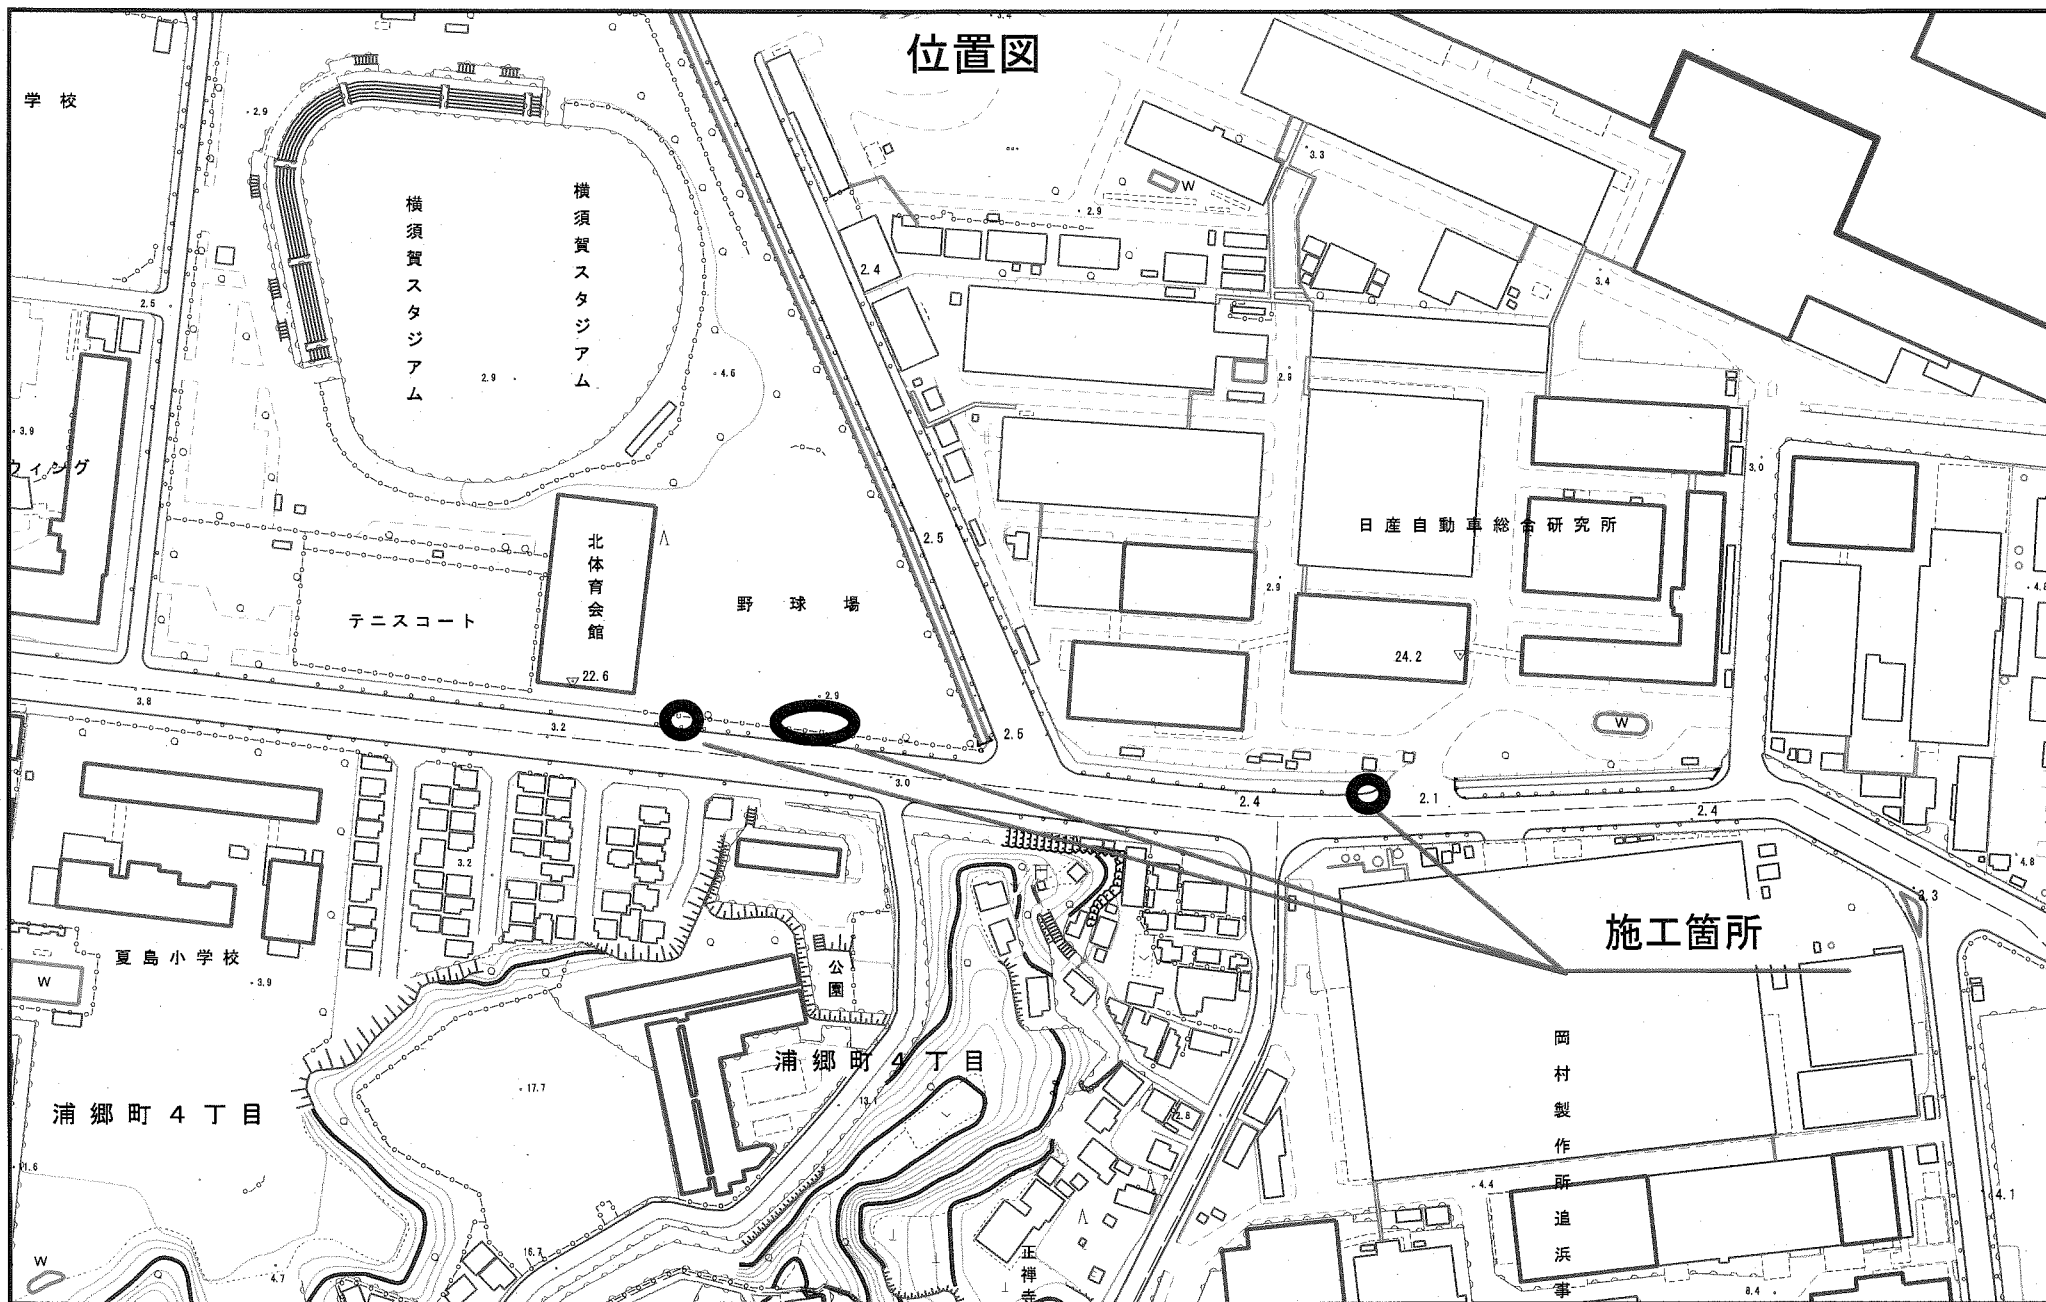 位置図
学校
2.9
3.4
横須賀スタジアム
横須賀スタジアム
3.3
W
2.9
2.4
3.4
2.5
2.9
4.6
2.9
3.9
ウィング
3.0
北体育会館
2.5
日産自動車総合研究所
2.9
4.8
野球場
テニスコート
24.2
22.6
2.9
3.8
3.2
2.5
W
3.0
2.4
2.1
2.4
3.2
4.8
3.3
施工箇所
夏島小学校
W
3.9
公園
岡村製作所追浜事
浦郷町4丁目
17.7
浦郷町4丁目
13.1
2.8
4.4
4.1
W
4.7
16.7
正禅寺
8.4